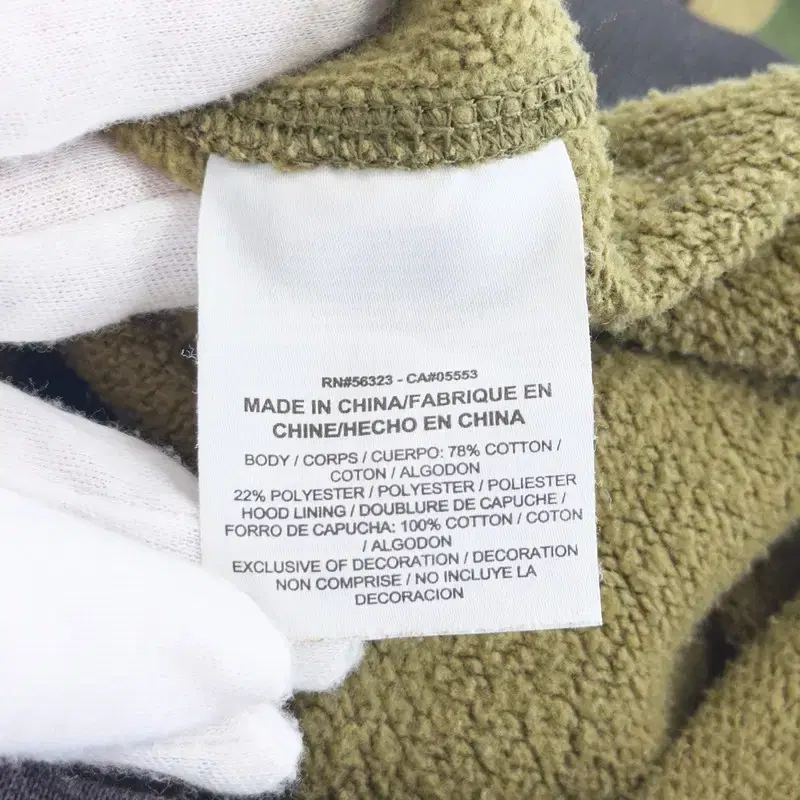 RN#56323 - CA#05553
MADE IN CHINA/FABRIQUE EN
CHINE/HECHO EN CHINA
BODY / CORPS / CUERPO: 78% COTTON /
COTON / ALGODON
22% POLYESTER / POLYESTER / POLIESTER
HOOD LINING / DOUBLURE DE CAPUCHE /
FORRO DE CAPUCHA: 100% COTTON / COTON
/ ALGODON
EXCLUSIVE OF DECORATION / DECORATION
NON COMPRISE / NO INCLUYE LA
DECORACION